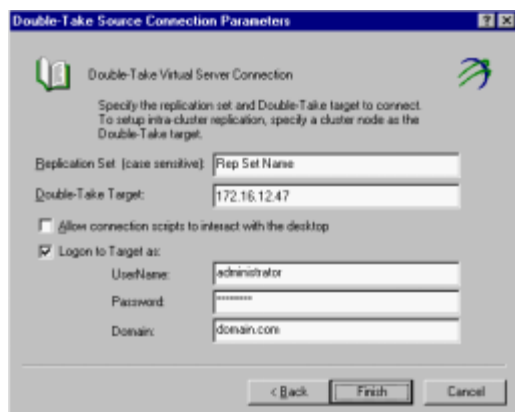 Double-Take Source Connection Parameters
Double-Take Virtual Server Connection
Specify the replication set and Double-Take target to connect.
To setup intra-cluster replication, specify a cluster node as the
Double-Take target.
Replication Set (case sensitive): Rep Set Name
Double-Take Target: 172.16.12.47
Allow connection scripts to interact with the desktop
Logon to Target as:
UserName: administrator
Password: ********
Domain: domain.com
< Back Finish Cancel